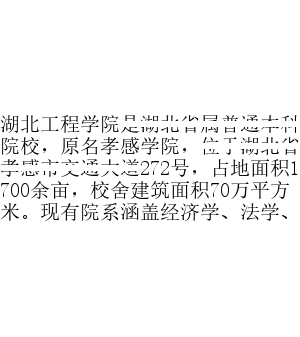 湖北工程学院是湖北省属普通本科
院校，原名孝感学院，位于湖北省
孝感市交通大道272号，占地面积1
700余亩，校舍建筑面积70万平方
米。现有院系涵盖经济学、法学、